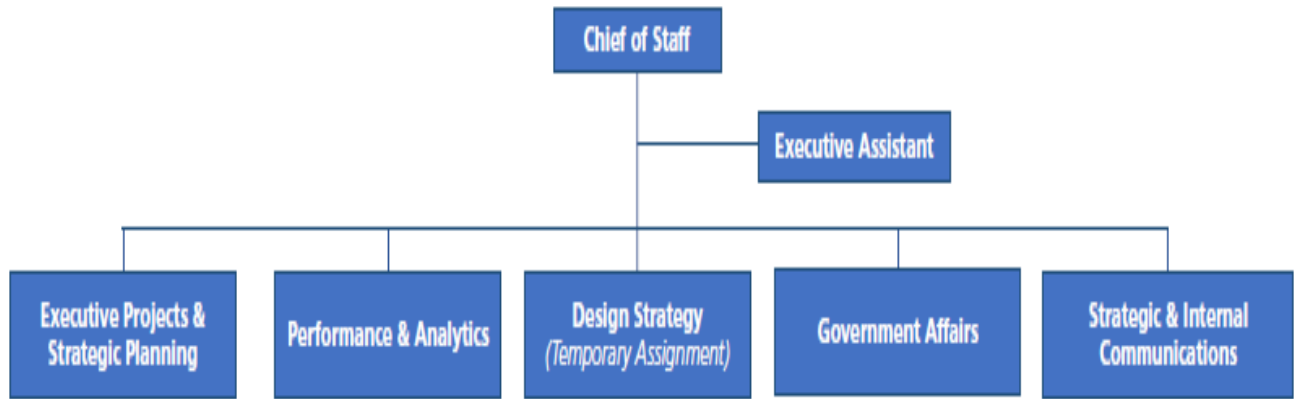 Chief of Staff
Executive Assistant
Executive Projects &
Strategic Planning
Performance & Analytics
Design Strategy
(Temporary Assignment)
Government Affairs
Strategic & Internal
Communications